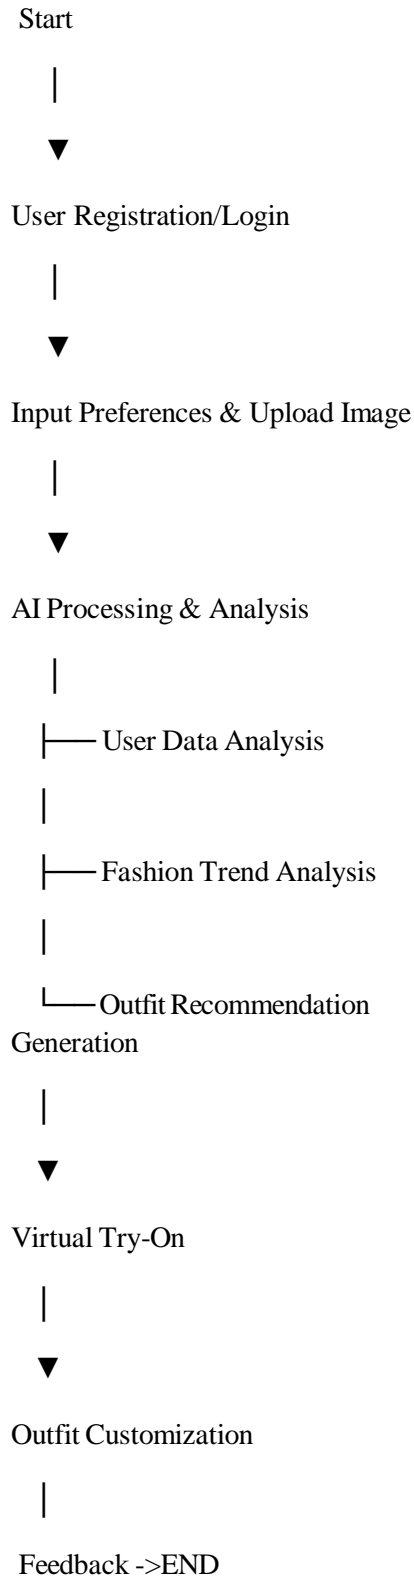 Start
User Registration/Login
Input Preferences & Upload Image
AI Processing & Analysis
User Data Analysis
Fashion Trend Analysis
Outfit Recommendation
Generation
Virtual Try-On
Outfit Customization
Feedback ->END